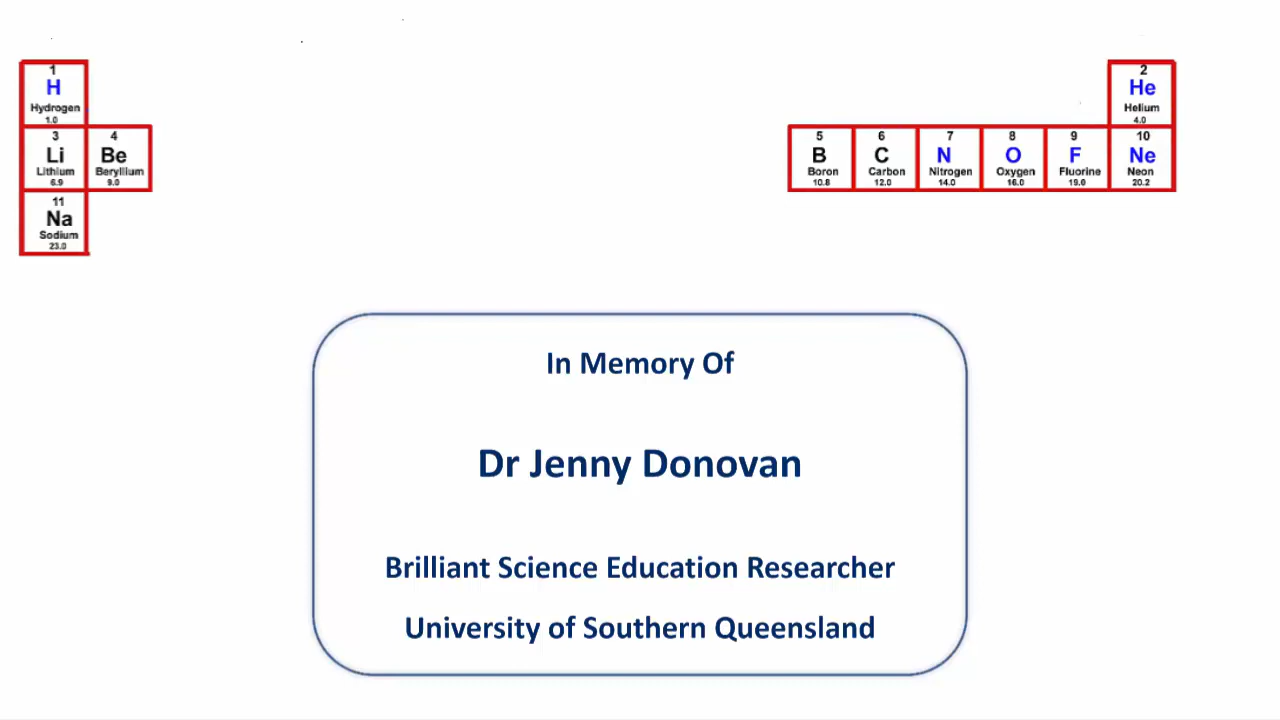 1 2
H He
Hydrogen Helium
1.0 4.0
3 4 5 6 7 8 9 10
Li Be B C N O F Ne
Lithium Beryllium Boron Carbon Nitrogen Oxygen Fluorine Neon
6.9 9.0 10.8 12.0 14.0 16.0 19.0 20.2
11
Na
Sodium
23.0
In Memory Of
Dr Jenny Donovan
Brilliant Science Education Researcher
University of Southern Queensland